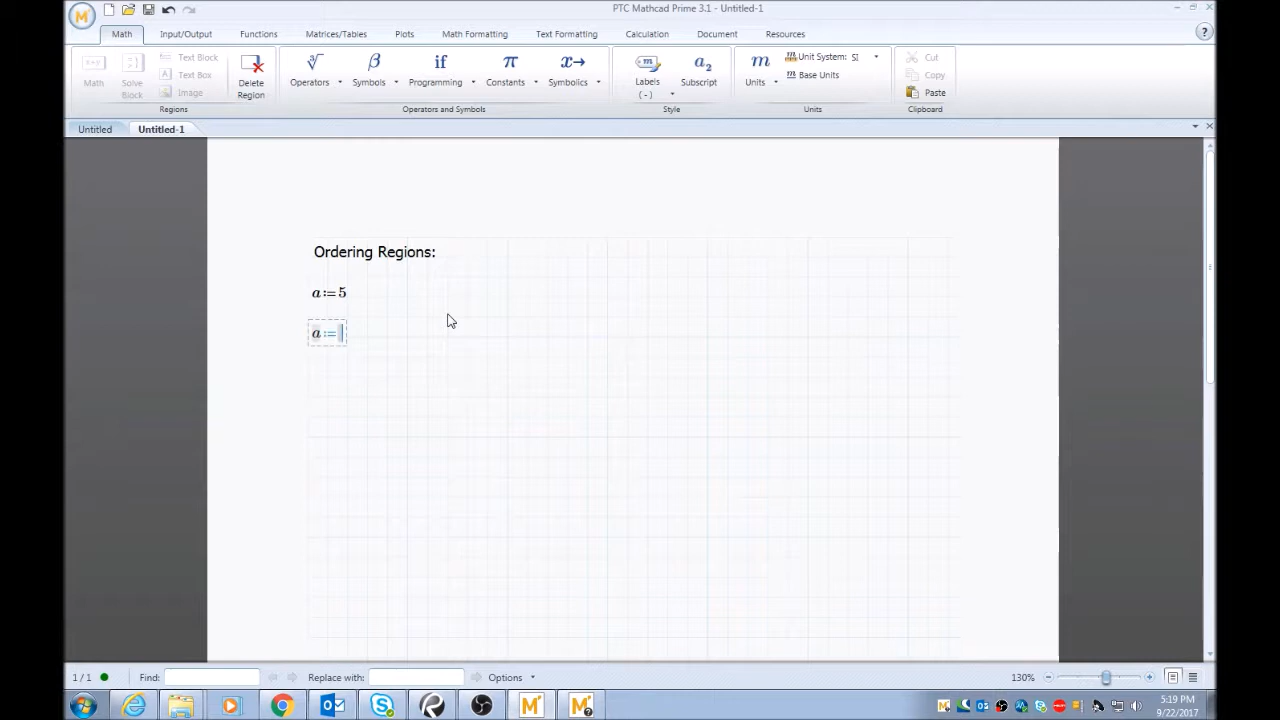 PTC Mathcad Prime 3.1 - Untitled-1
Math Input/Output Functions Matrices/Tables Plots Math Formatting Text Formatting Calculation Document Resources
Math
Solve Block
Text Block
Text Box
Image
Delete Region
Regions
Operators
Symbols
Programming
Constants
Symbolics
Operators and Symbols
Labels
(-)
Subscript
Style
Units
Unit System: SI
Base Units
Units
Cut
Copy
Paste
Clipboard
Untitled Untitled-1
Ordering Regions:
a := 5
a :=
1 / 1 Find: Replace with: Options 130%
5:19 PM
9/22/2017